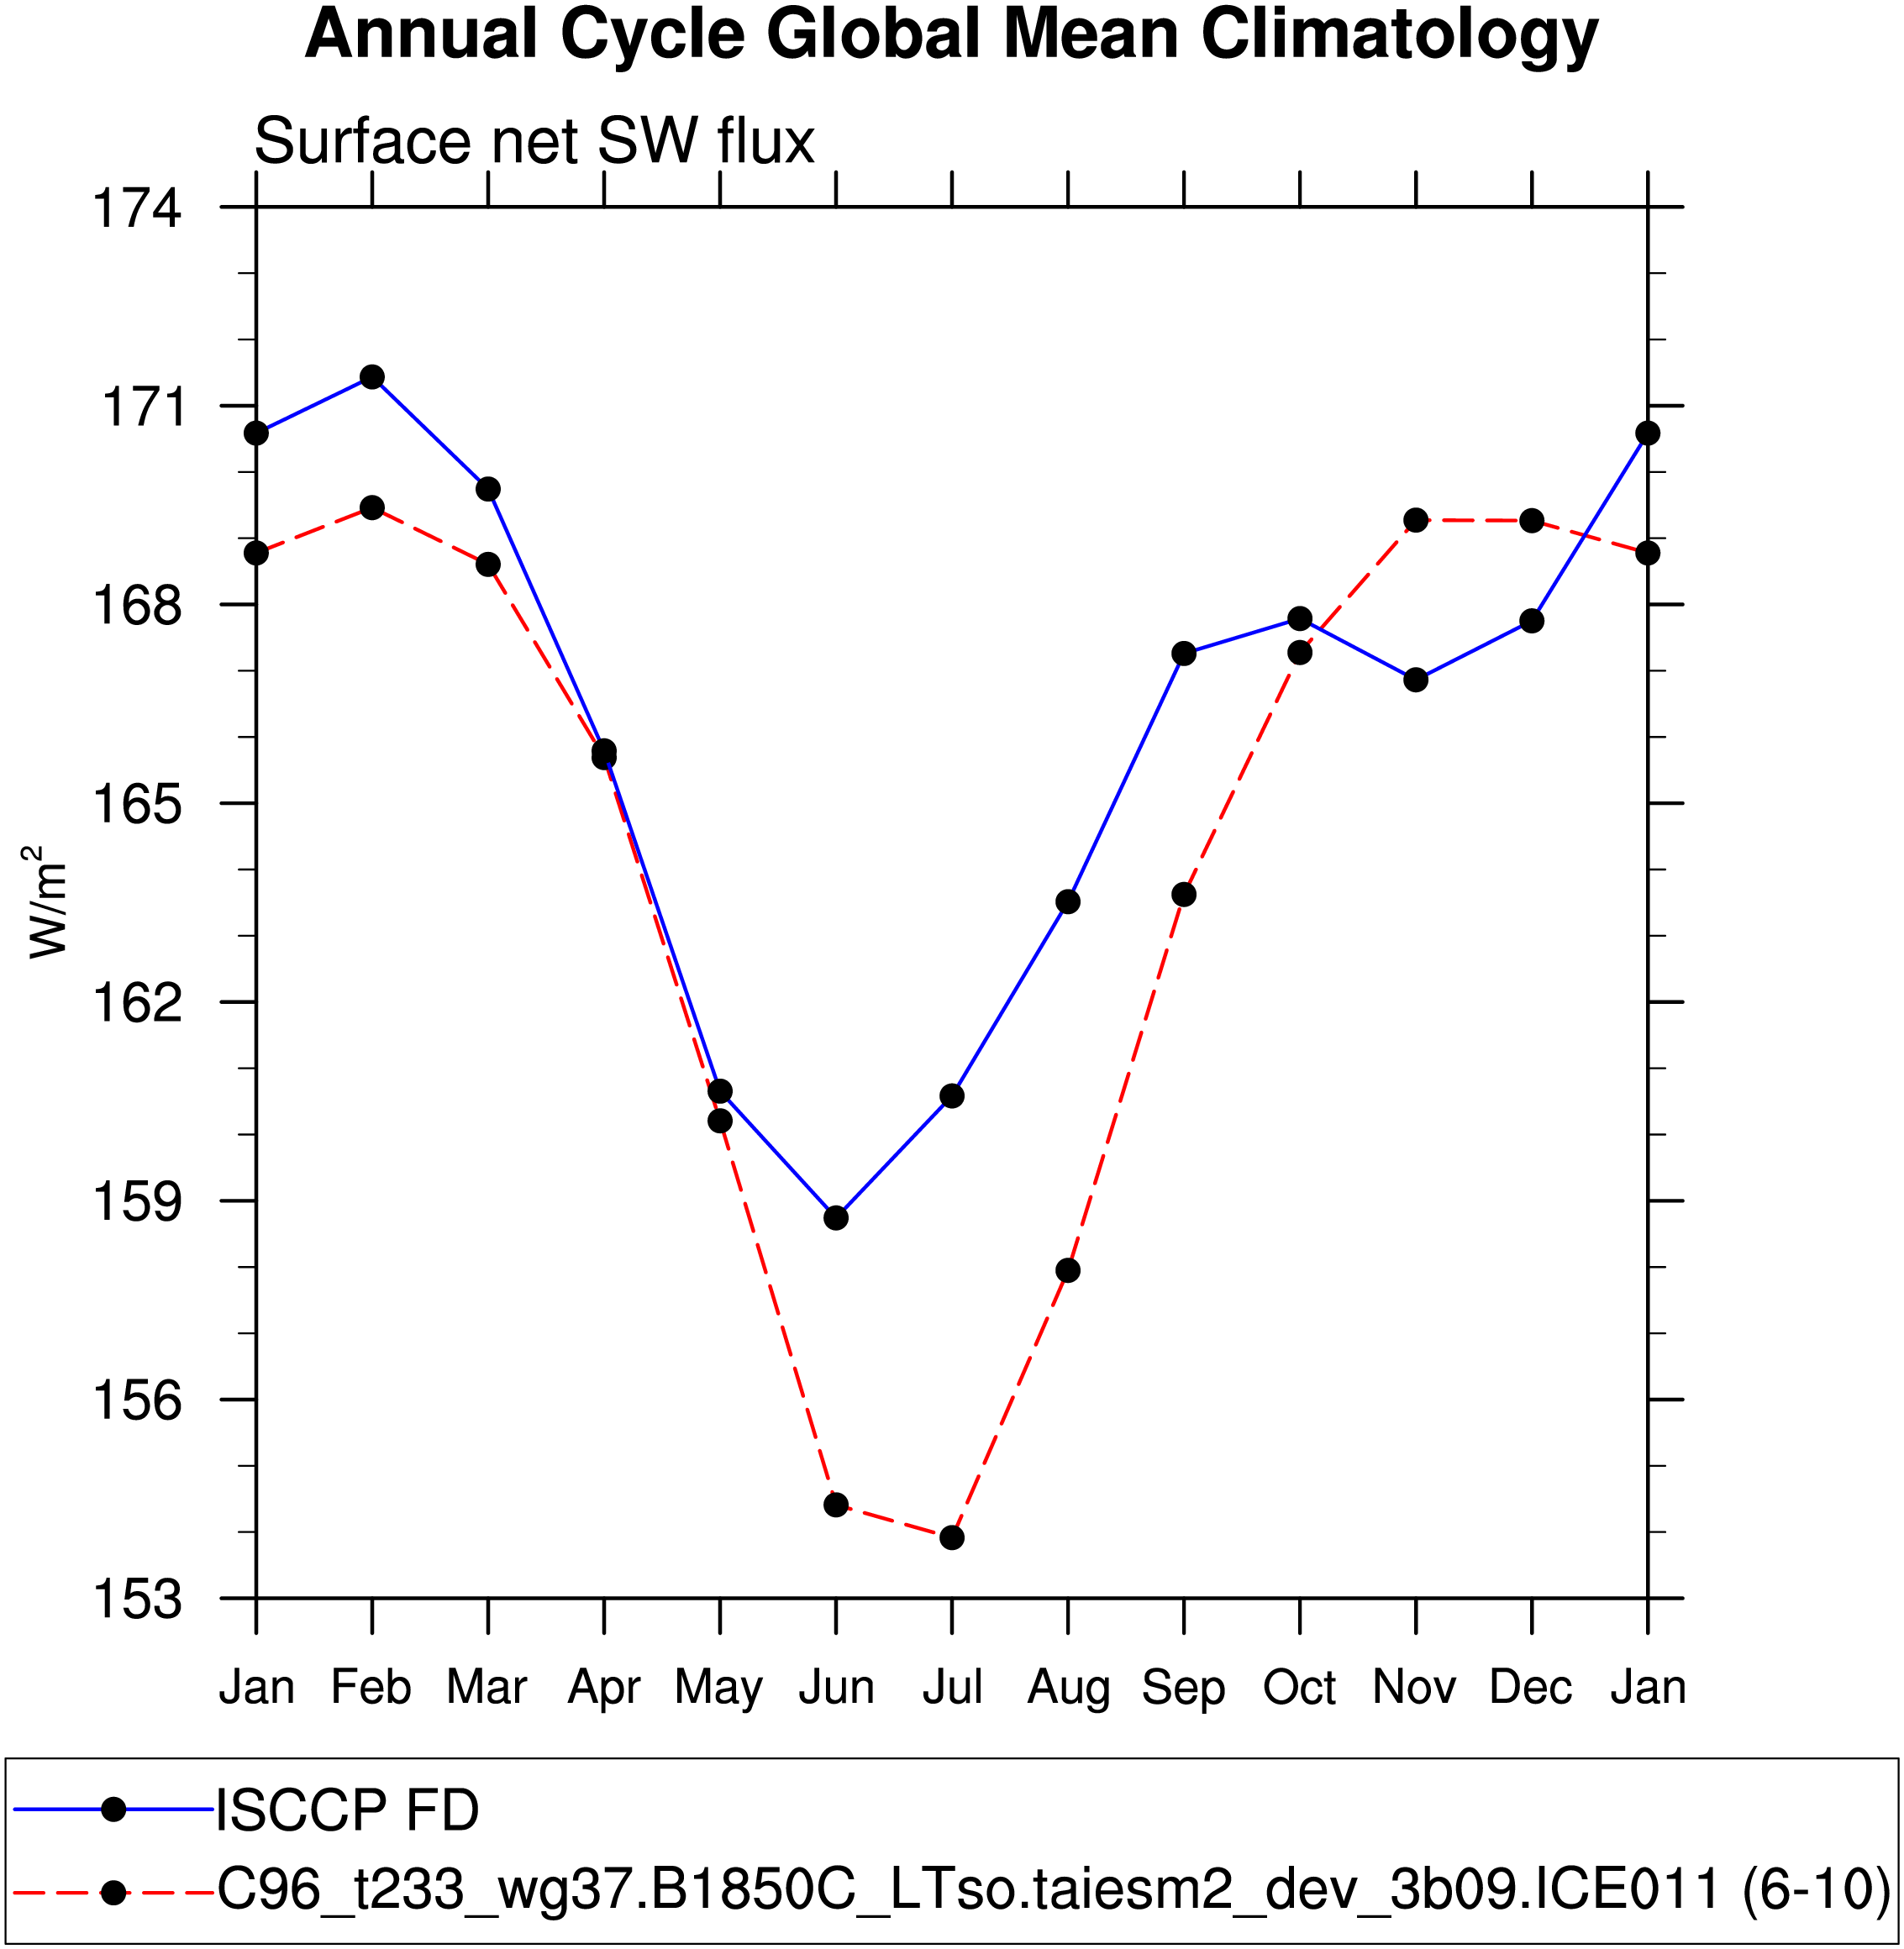 Annual Cycle Global Mean Climatology
Surface net SW flux
174
171
168
165
162
159
156
153
W/m²
Jan Feb Mar Apr May Jun Jul Aug Sep Oct Nov Dec Jan
ISCCP FD
C96_t233_wg37.B1850C_LTso.taiesm2_dev_3b09.ICE011 (6-10)